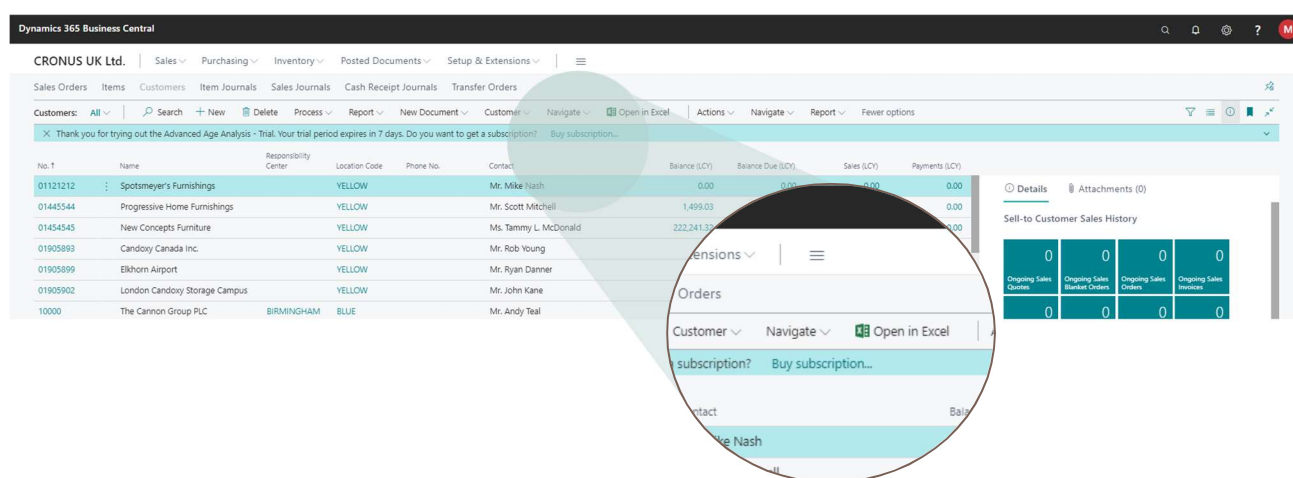 Dynamics 365 Business Central
CRONUS UK Ltd. Sales Purchasing Inventory Posted Documents Setup & Extensions
Sales Orders Items Customers Item Journals Sales Journals Cash Receipt Journals Transfer Orders
Customers: All Search + New Delete Process Report New Document Customer Navigate Open in Excel Actions Navigate Report Fewer options
× Thank you for trying out the Advanced Age Analysis - Trial. Your trial period expires in 7 days. Do you want to get a subscription? Buy subscription...
No. ↑ Name Responsibility Center Location Code Phone No. Contact Balance (LCY) Balance Due (LCY) Sales (LCY) Payments (LCY)
01121212 Spotsmeyer's Furnishings YELLOW Mr. Mike Nash 0.00 0.00 0.00 0.00
01445544 Progressive Home Furnishings YELLOW Mr. Scott Mitchell 1,499.03 0.00
01454545 New Concepts Furniture YELLOW Ms. Tammy L. McDonald 222,241.32 0.00
01905893 Candoxy Canada Inc. YELLOW Mr. Rob Young
01905899 Elkhorn Airport YELLOW Mr. Ryan Danner
01905902 London Candoxy Storage Campus YELLOW Mr. John Kane
10000 The Cannon Group PLC BIRMINGHAM BLUE Mr. Andy Teal
Details Attachments (0)
Sell-to Customer Sales History
0 0 0 0
Ongoing Sales Quotes Ongoing Sales Blanket Orders Ongoing Sales Orders Ongoing Sales Invoices
0 0 0 0
? M
tensions
Orders
Customer Navigate Open in Excel
subscription? Buy subscription...
ntact Bala
ike Nash